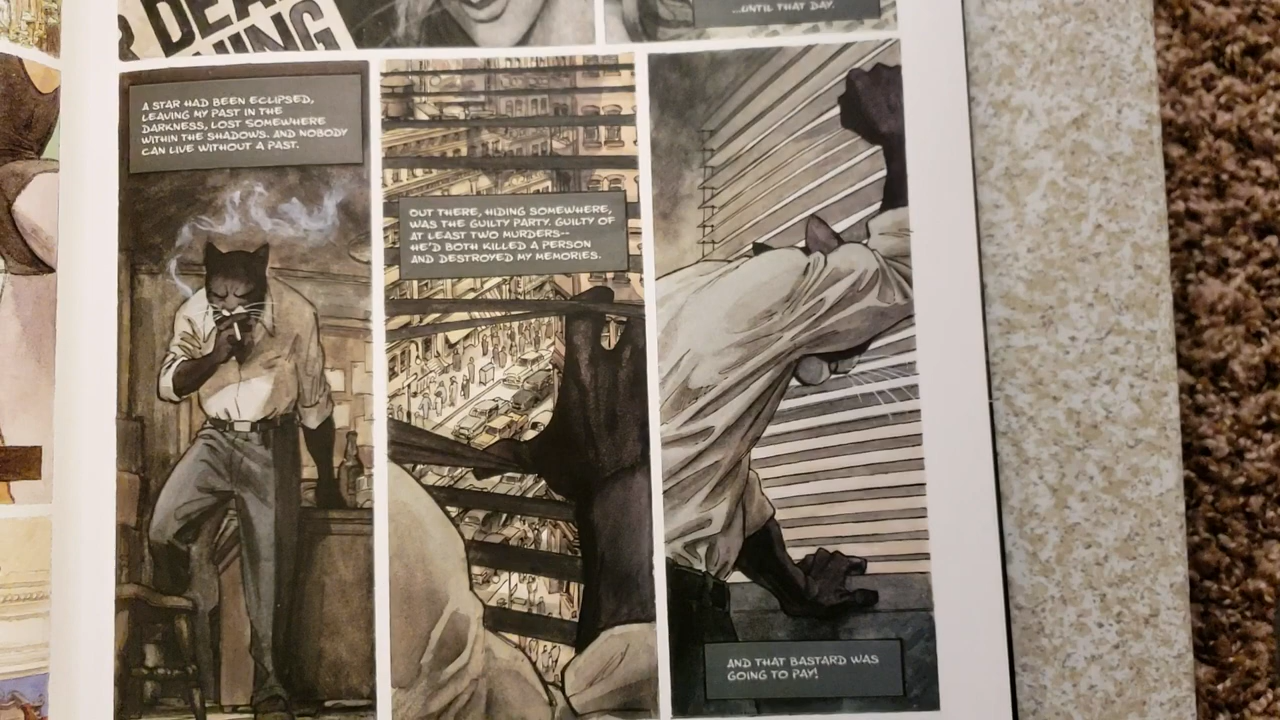 DEA
...UNTIL THAT DAY.
A STAR HAD BEEN ECLIPSED,
LEAVING MY PAST IN THE
DARKNESS, LOST SOMEWHERE
WITHIN THE SHADOWS. AND NOBODY
CAN LIVE WITHOUT A PAST.
OUT THERE, HIDING SOMEWHERE,
WAS THE GUILTY PARTY. GUILTY OF
AT LEAST TWO MURDERS--
HE'D BOTH KILLED A PERSON
AND DESTROYED MY MEMORIES.
AND THAT BASTARD WAS
GOING TO PAY!